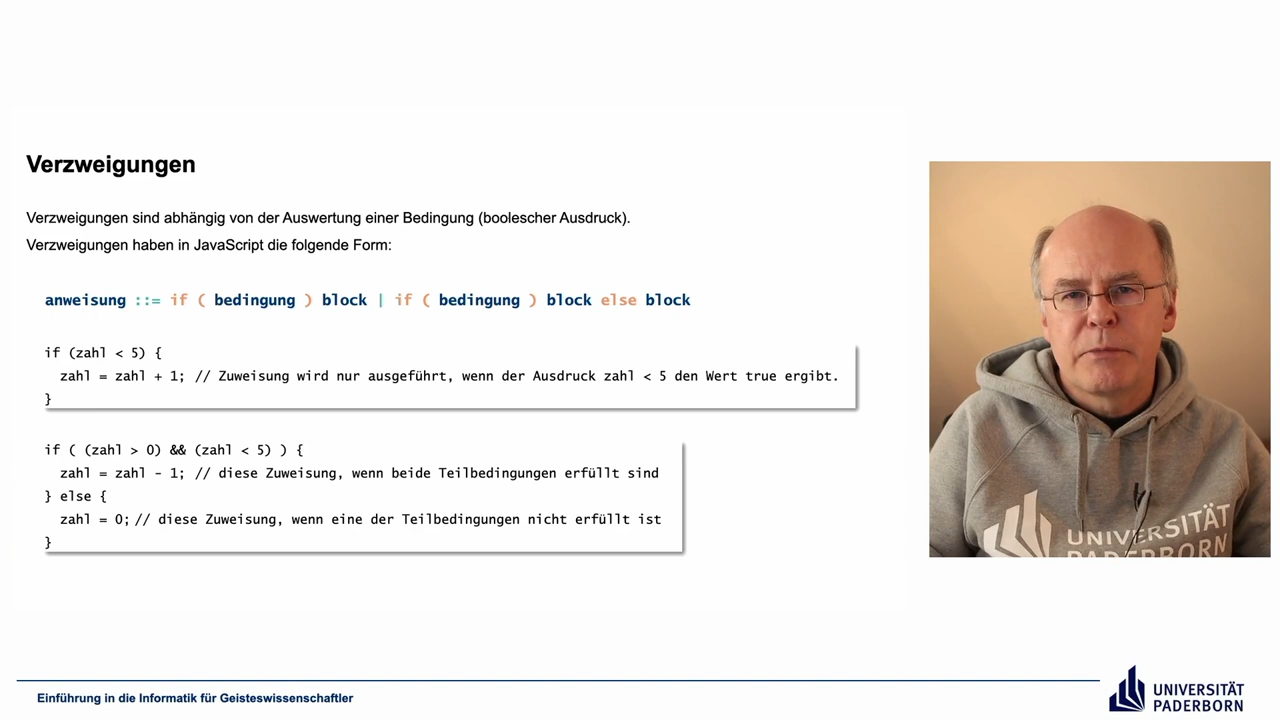 Verzweigungen
Verzweigungen sind abhängig von der Auswertung einer Bedingung (boolescher Ausdruck).
Verzweigungen haben in JavaScript die folgende Form:
anweisung ::= if ( bedingung ) block | if ( bedingung ) block else block
if (zahl < 5) {
  zahl = zahl + 1; // Zuweisung wird nur ausgeführt, wenn der Ausdruck zahl < 5 den Wert true ergibt.
}
if ( (zahl > 0) && (zahl < 5) ) {
  zahl = zahl - 1; // diese Zuweisung, wenn beide Teilbedingungen erfüllt sind
} else {
  zahl = 0; // diese Zuweisung, wenn eine der Teilbedingungen nicht erfüllt ist
}
UNIVERSITÄT
PADERBORN
Einführung in die Informatik für Geisteswissenschaftler
UNIVERSITÄT
PADERBORN